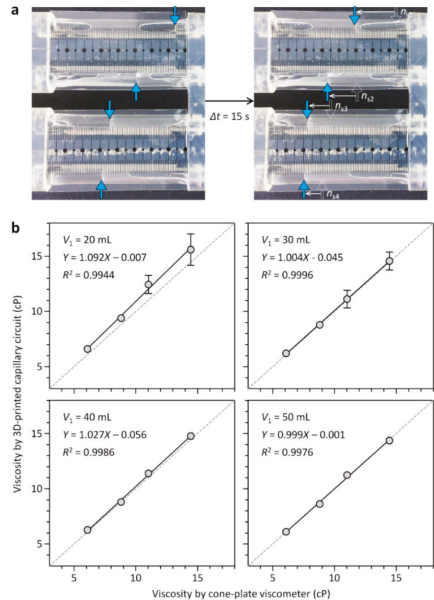 a
n
n_s2
n_s3
Δt = 15 s
n_s4
b
V₁ = 20 mL
Y = 1.092X − 0.007
R² = 0.9944
V₁ = 30 mL
Y = 1.004X - 0.045
R² = 0.9996
15
10
5
V₁ = 40 mL
Y = 1.027X − 0.056
R² = 0.9986
V₁ = 50 mL
Y = 0.999X − 0.001
R² = 0.9976
15
10
5
5 10 15 5 10 15
Viscosity by 3D-printed capillary circuit (cP)
Viscosity by cone-plate viscometer (cP)